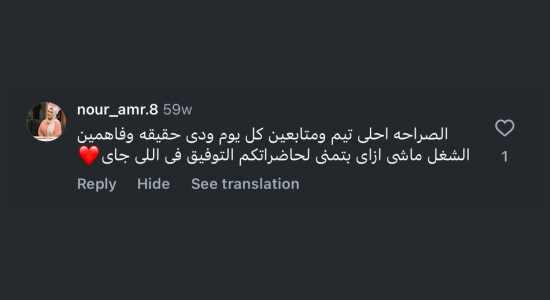 nour_amr.8 59w
الصراحه احلى تيم ومتابعين كل يوم ودى حقيقه وفاهمين
الشغل ماشى ازاى بتمنى لحاضراتكم التوفيق فى اللى جاى❤️
1
Reply Hide See translation